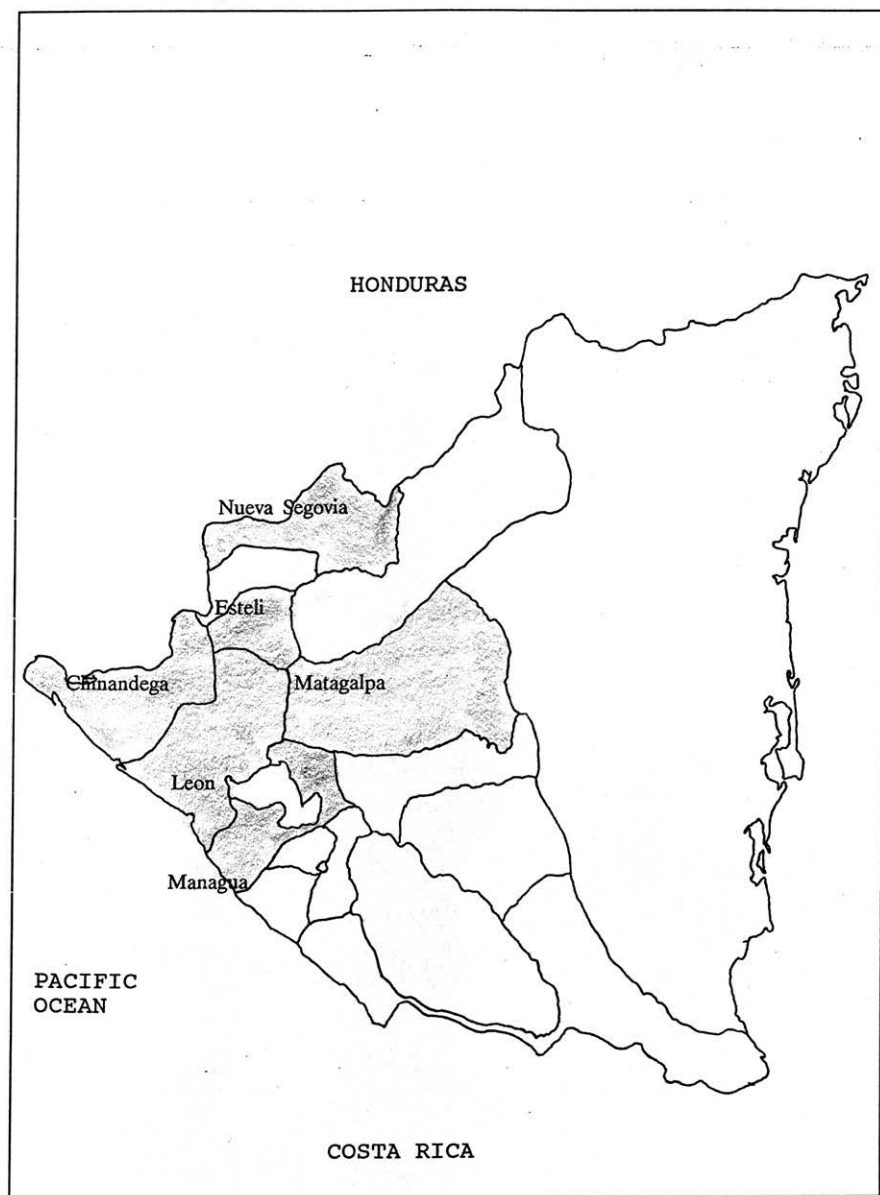 HONDURAS
Nueva Segovia
Esteli
Chinandega
Matagalpa
Leon
Managua
PACIFIC
OCEAN
COSTA RICA